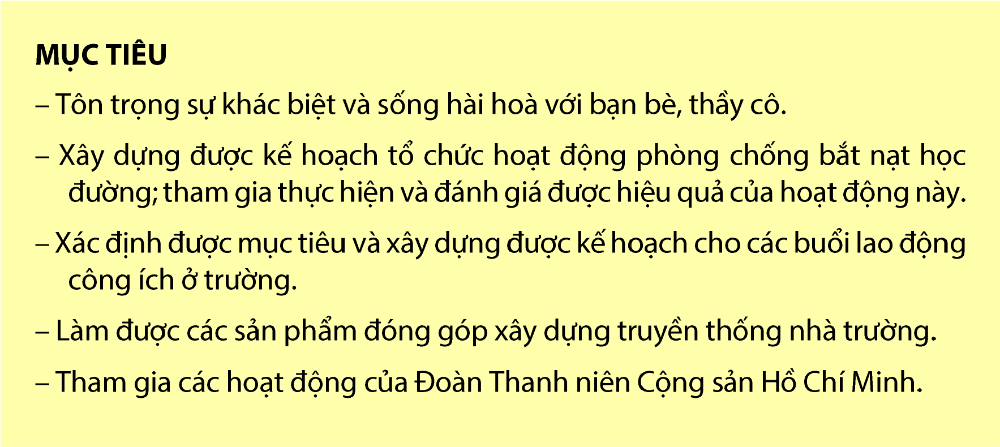 MỤC TIÊU
– Tôn trọng sự khác biệt và sống hài hoà với bạn bè, thầy cô.
– Xây dựng được kế hoạch tổ chức hoạt động phòng chống bắt nạt học
đường; tham gia thực hiện và đánh giá được hiệu quả của hoạt động này.
– Xác định được mục tiêu và xây dựng được kế hoạch cho các buổi lao động
công ích ở trường.
– Làm được các sản phẩm đóng góp xây dựng truyền thống nhà trường.
– Tham gia các hoạt động của Đoàn Thanh niên Cộng sản Hồ Chí Minh.